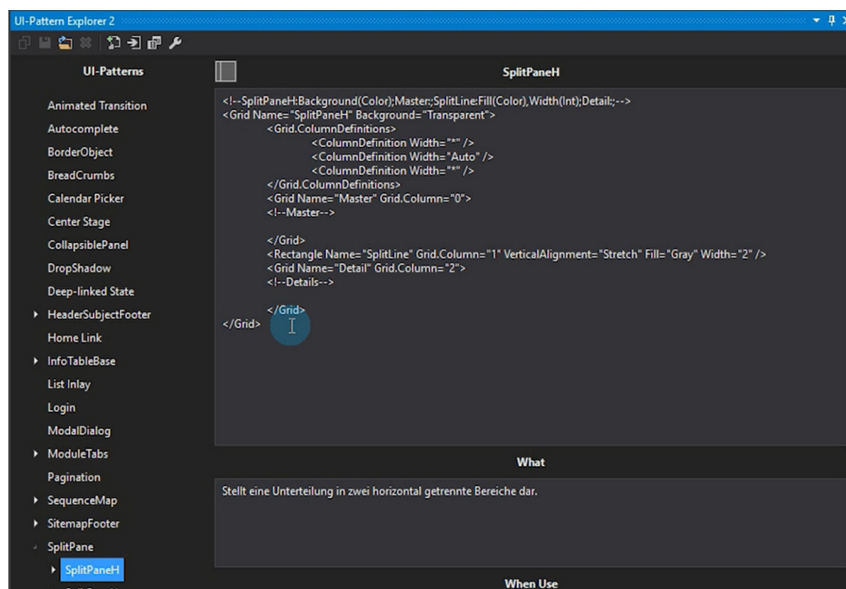 UI-Pattern Explorer 2
UI-Patterns
Animated Transition
Autocomplete
BorderObject
BreadCrumbs
Calendar Picker
Center Stage
CollapsiblePanel
DropShadow
Deep-linked State
HeaderSubjectFooter
Home Link
InfoTableBase
List Inlay
Login
ModalDialog
ModuleTabs
Pagination
SequenceMap
SitemapFooter
SplitPane
SplitPaneH
SplitPaneH
<!--SplitPaneH:Background(Color);Master:;SplitLine:Fill(Color),Width(Int);Detail:;-->
<Grid Name="SplitPaneH" Background="Transparent">
<Grid.ColumnDefinitions>
<ColumnDefinition Width="*" />
<ColumnDefinition Width="Auto" />
<ColumnDefinition Width="*" />
</Grid.ColumnDefinitions>
<Grid Name="Master" Grid.Column="0">
<!--Master-->
</Grid>
<Rectangle Name="SplitLine" Grid.Column="1" VerticalAlignment="Stretch" Fill="Gray" Width="2" />
<Grid Name="Detail" Grid.Column="2">
<!--Details-->
</Grid>
</Grid>
What
Stellt eine Unterteilung in zwei horizontal getrennte Bereiche dar.
When Use